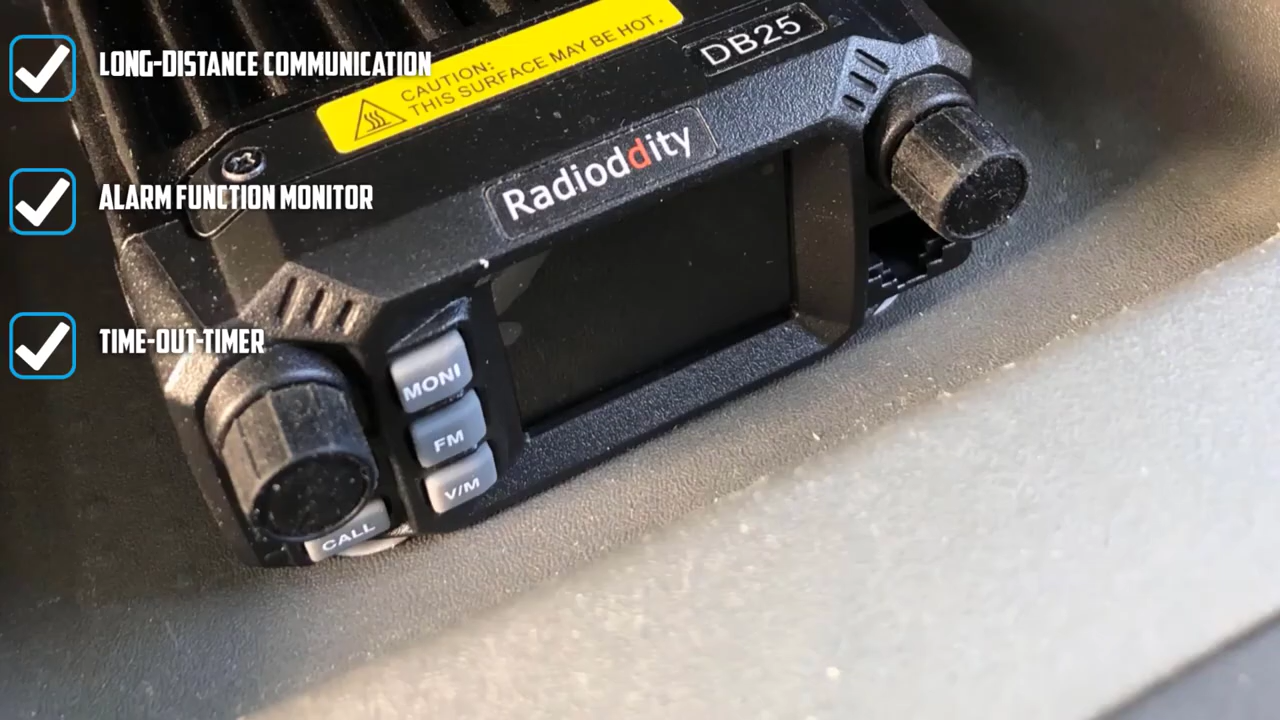 LONG-DISTANCE COMMUNICATION
ALARM FUNCTION MONITOR
TIME-OUT-TIMER
CAUTION:
THIS SURFACE MAY BE HOT.
DB25
Radioddity
MONI
FM
V/M
CALL